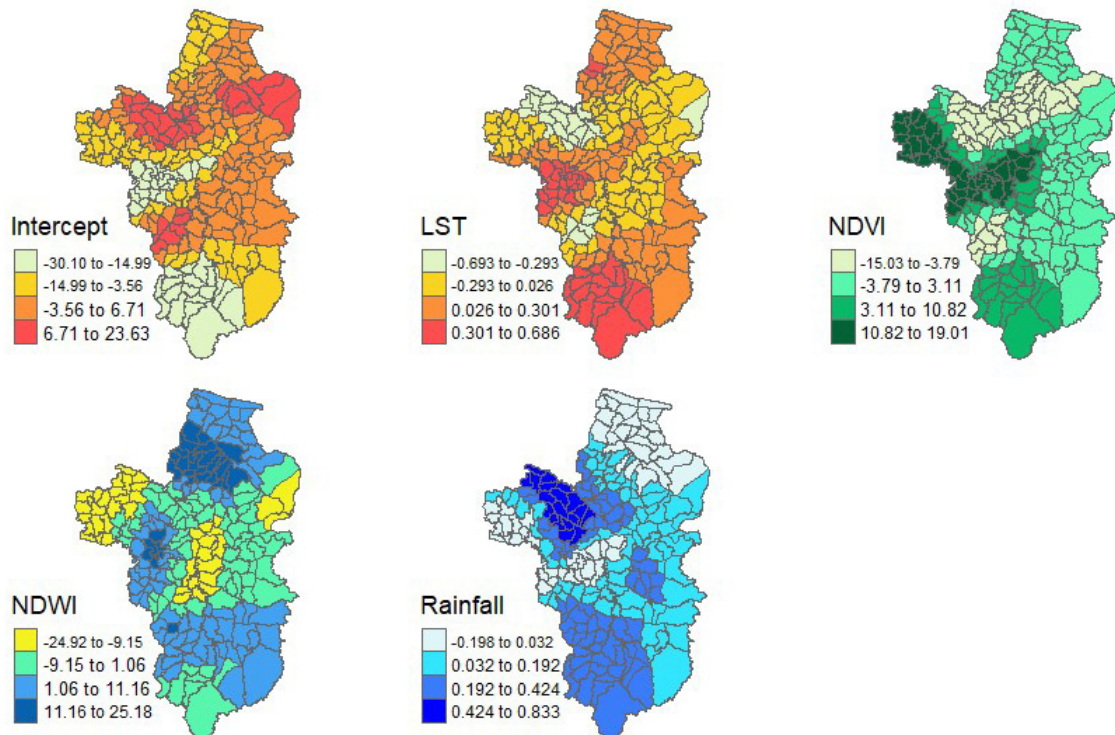 Intercept
-30.10 to -14.99
-14.99 to -3.56
-3.56 to 6.71
6.71 to 23.63
LST
-0.693 to -0.293
-0.293 to 0.026
0.026 to 0.301
0.301 to 0.686
NDVI
-15.03 to -3.79
-3.79 to 3.11
3.11 to 10.82
10.82 to 19.01
NDWI
-24.92 to -9.15
-9.15 to 1.06
1.06 to 11.16
11.16 to 25.18
Rainfall
-0.198 to 0.032
0.032 to 0.192
0.192 to 0.424
0.424 to 0.833